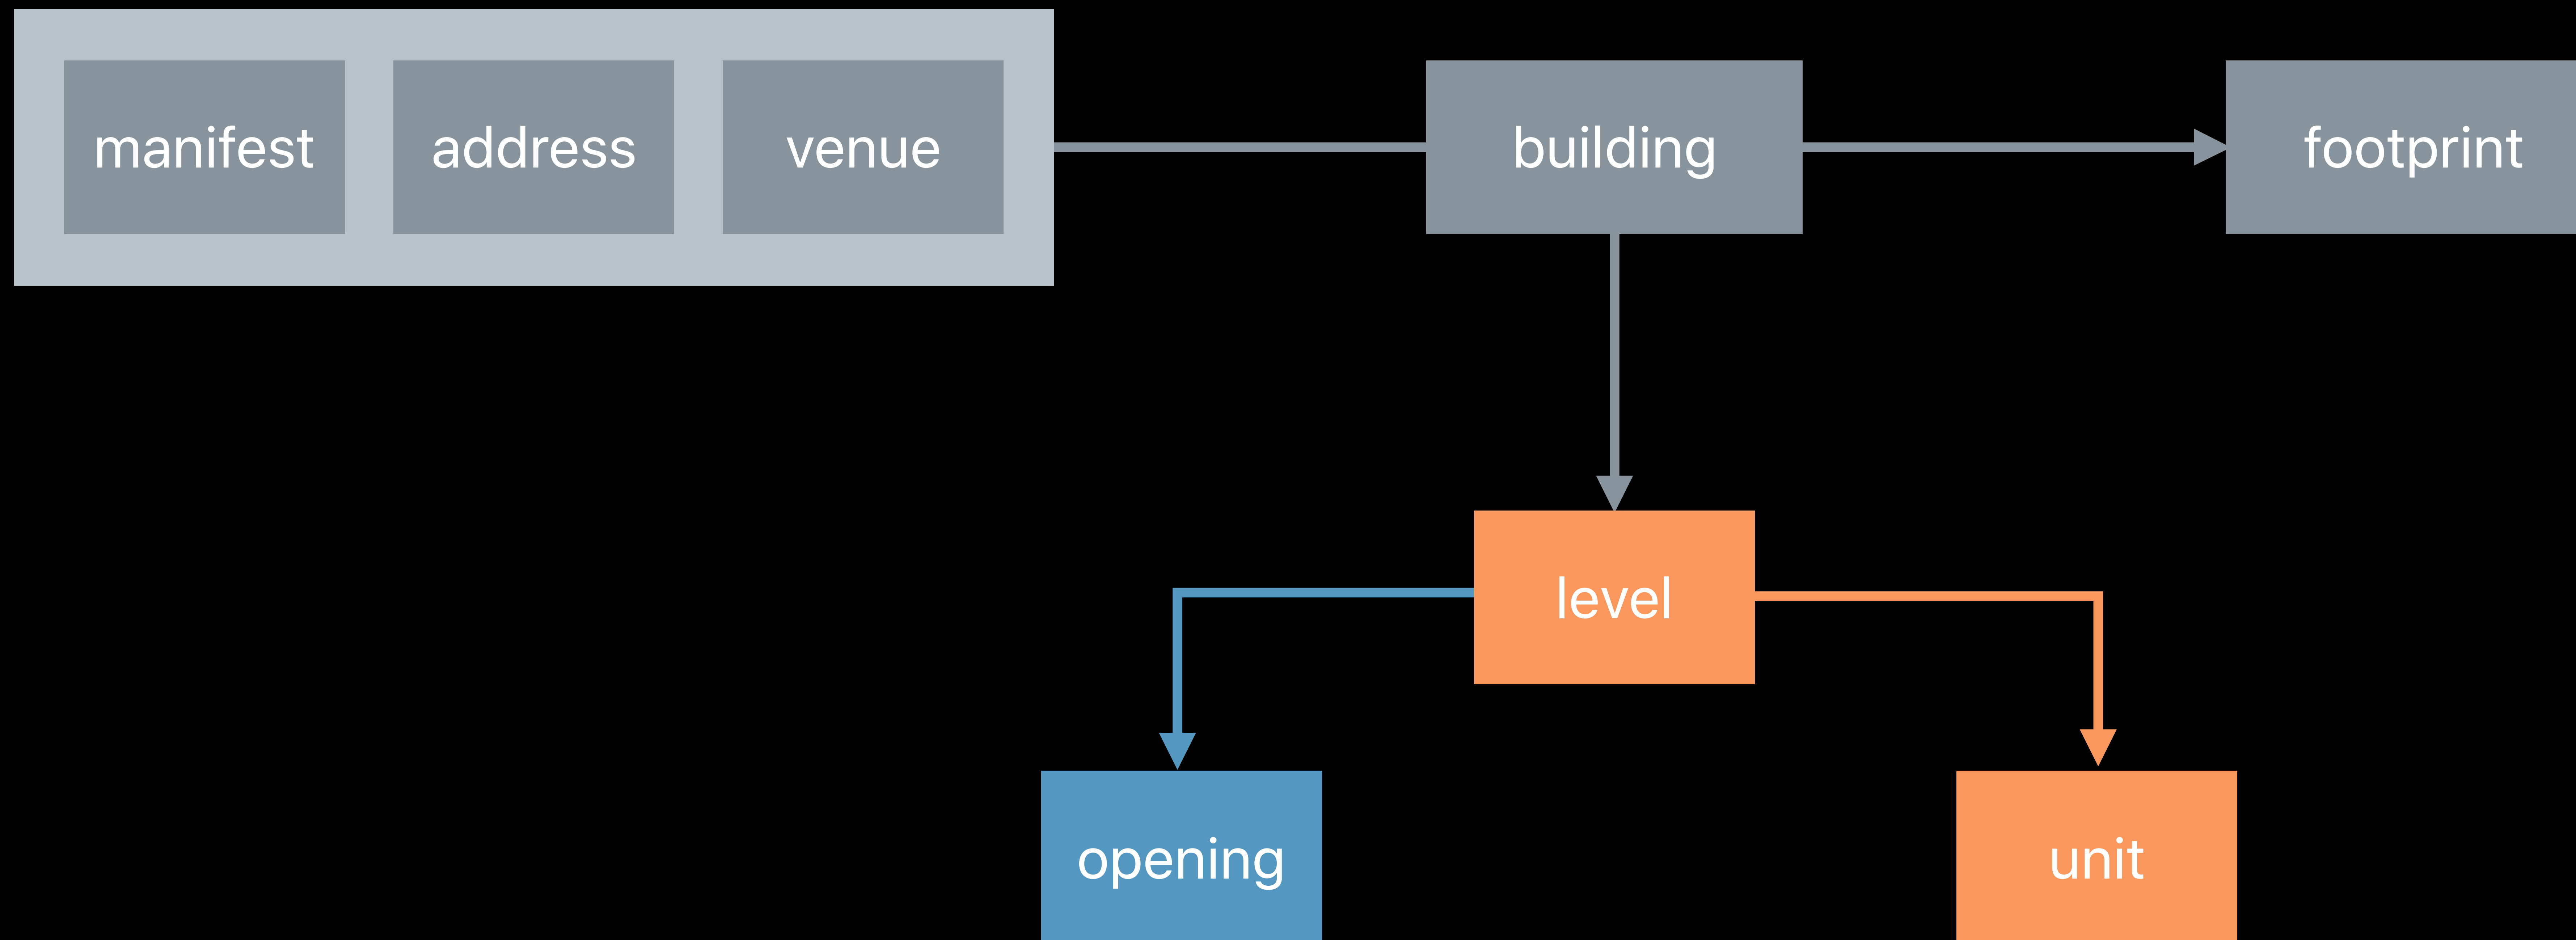 manifest
address
venue
building
footprint
level
opening
unit